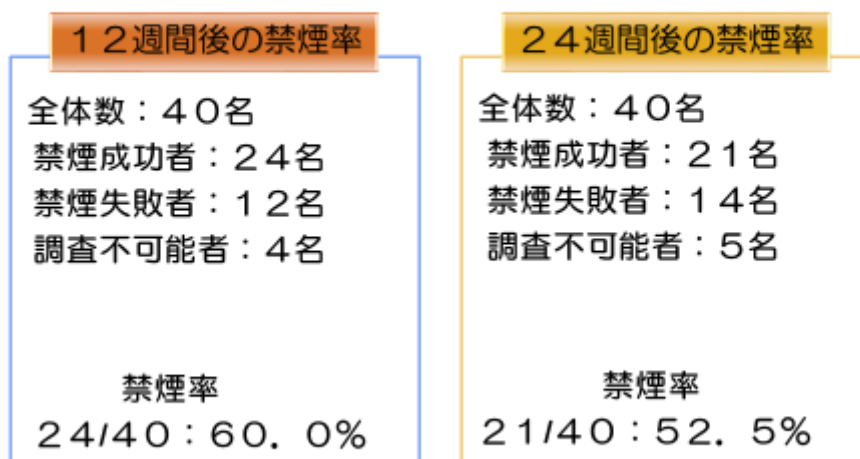 １２週間後の禁煙率
全体数：４０名
禁煙成功者：２４名
禁煙失敗者：１２名
調査不可能者：４名
禁煙率
２４/４０：６０．０％
２４週間後の禁煙率
全体数：４０名
禁煙成功者：２１名
禁煙失敗者：１４名
調査不可能者：５名
禁煙率
２１/４０：５２．５％